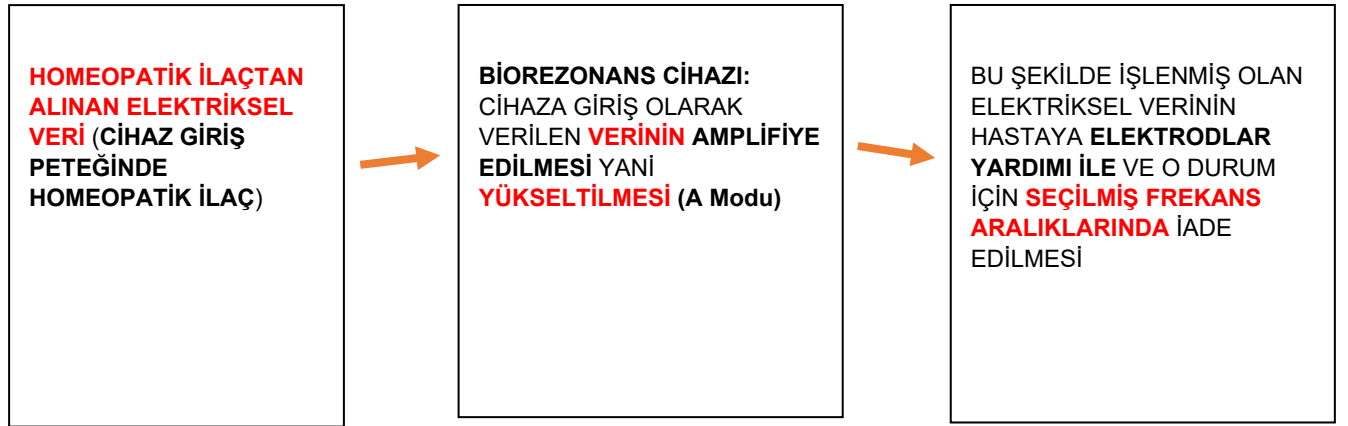 HOMEOPATİK İLAÇTAN
ALINAN ELEKTRİKSEL
VERİ (CİHAZ GİRİŞ
PETEĞİNDE
HOMEOPATİK İLAÇ)
BİOREZONANS CİHAZI:
CİHAZA GİRİŞ OLARAK
VERİLEN VERİNİN AMPLİFİYE
EDİLMESİ YANİ
YÜKSELTİLMESİ (A Modu)
BU ŞEKİLDE İŞLENMİŞ OLAN
ELEKTRİKSEL VERİNİN
HASTAYA ELEKTRODLAR
YARDIMI İLE VE O DURUM
İÇİN SEÇİLMİŞ FREKANS
ARALIKLARINDA İADE
EDİLMESİ